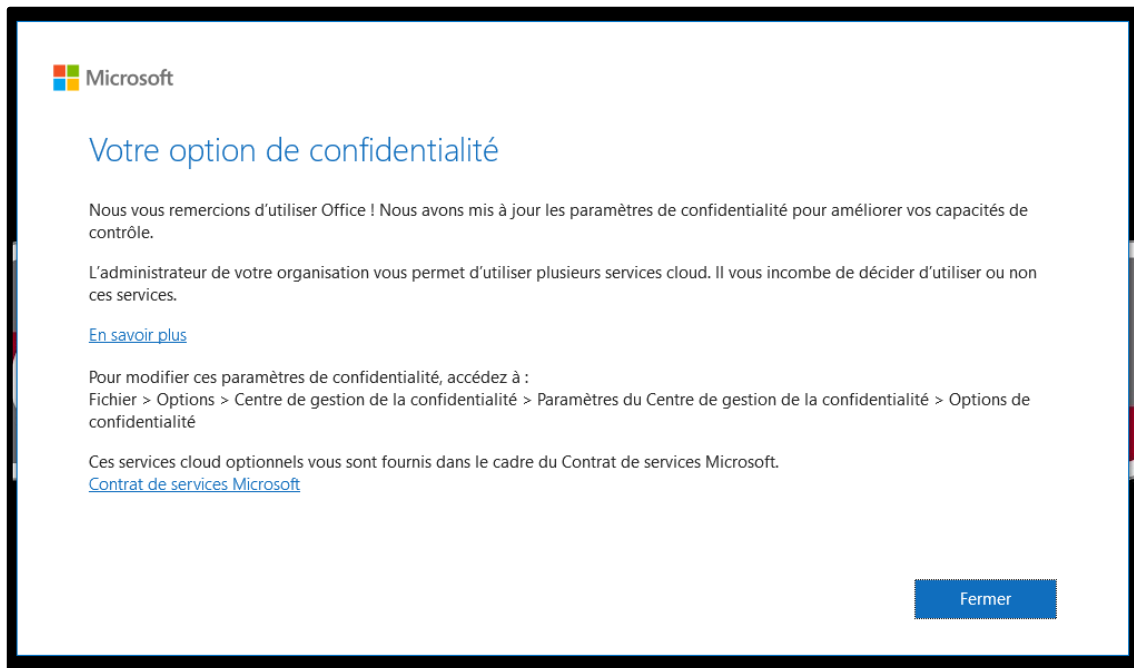 Microsoft
Votre option de confidentialité
Nous vous remercions d'utiliser Office ! Nous avons mis à jour les paramètres de confidentialité pour améliorer vos capacités de
contrôle.
L'administrateur de votre organisation vous permet d'utiliser plusieurs services cloud. Il vous incombe de décider d'utiliser ou non
ces services.
En savoir plus
Pour modifier ces paramètres de confidentialité, accédez à :
Fichier > Options > Centre de gestion de la confidentialité > Paramètres du Centre de gestion de la confidentialité > Options de
confidentialité
Ces services cloud optionnels vous sont fournis dans le cadre du Contrat de services Microsoft.
Contrat de services Microsoft
Fermer